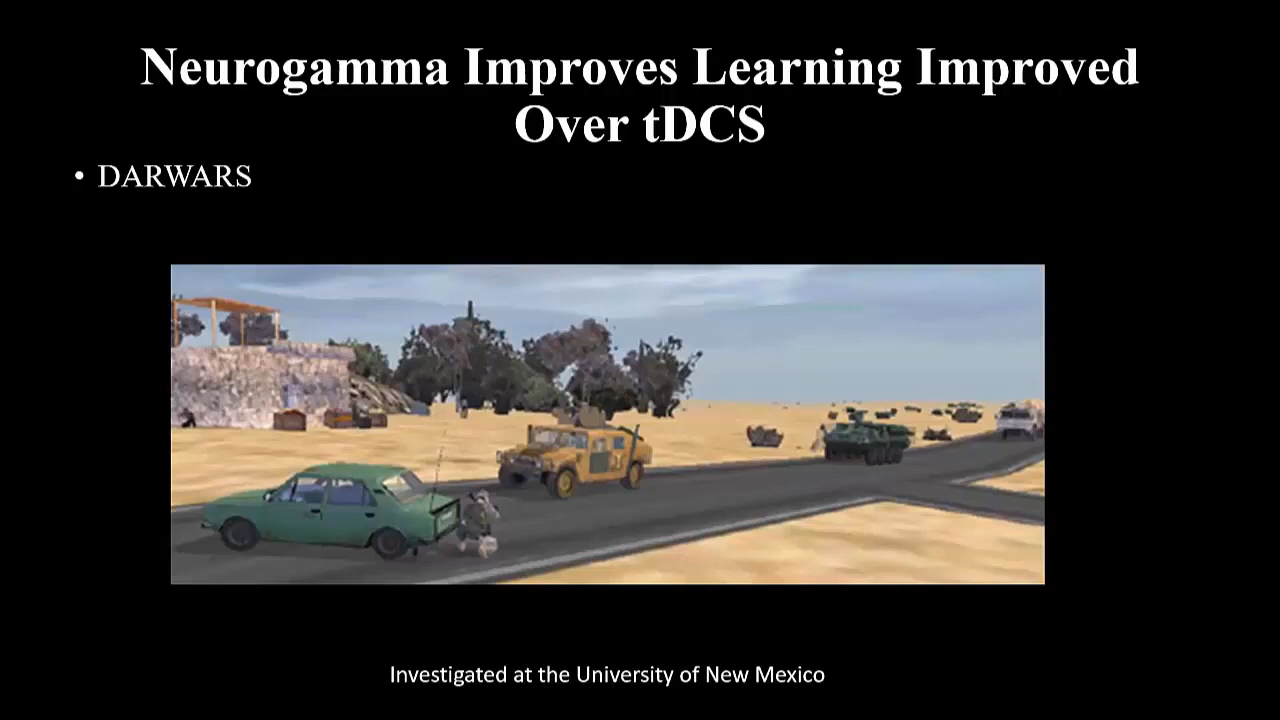 Neurogamma Improves Learning Improved
Over tDCS
• DARWARS
Investigated at the University of New Mexico